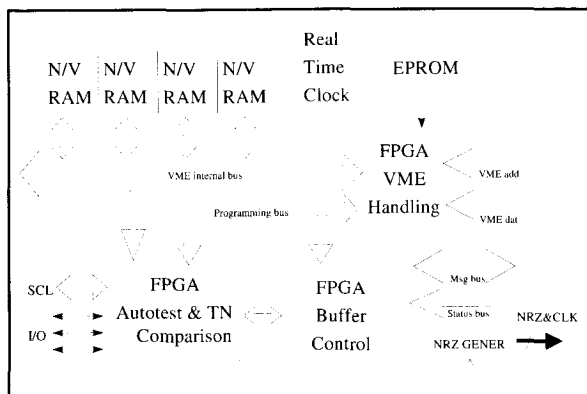 N/V N/V N/V N/V
RAM RAM RAM RAM
Real
Time
Clock
EPROM
VME internal bus
FPGA
VME
Handling
VME add
VME dat
Programming bus
SCL
I/O
FPGA
Autotest & TN
Comparison
FPGA
Buffer
Control
Msg bus
Status bus
NRZ&CLK
NRZ GENER